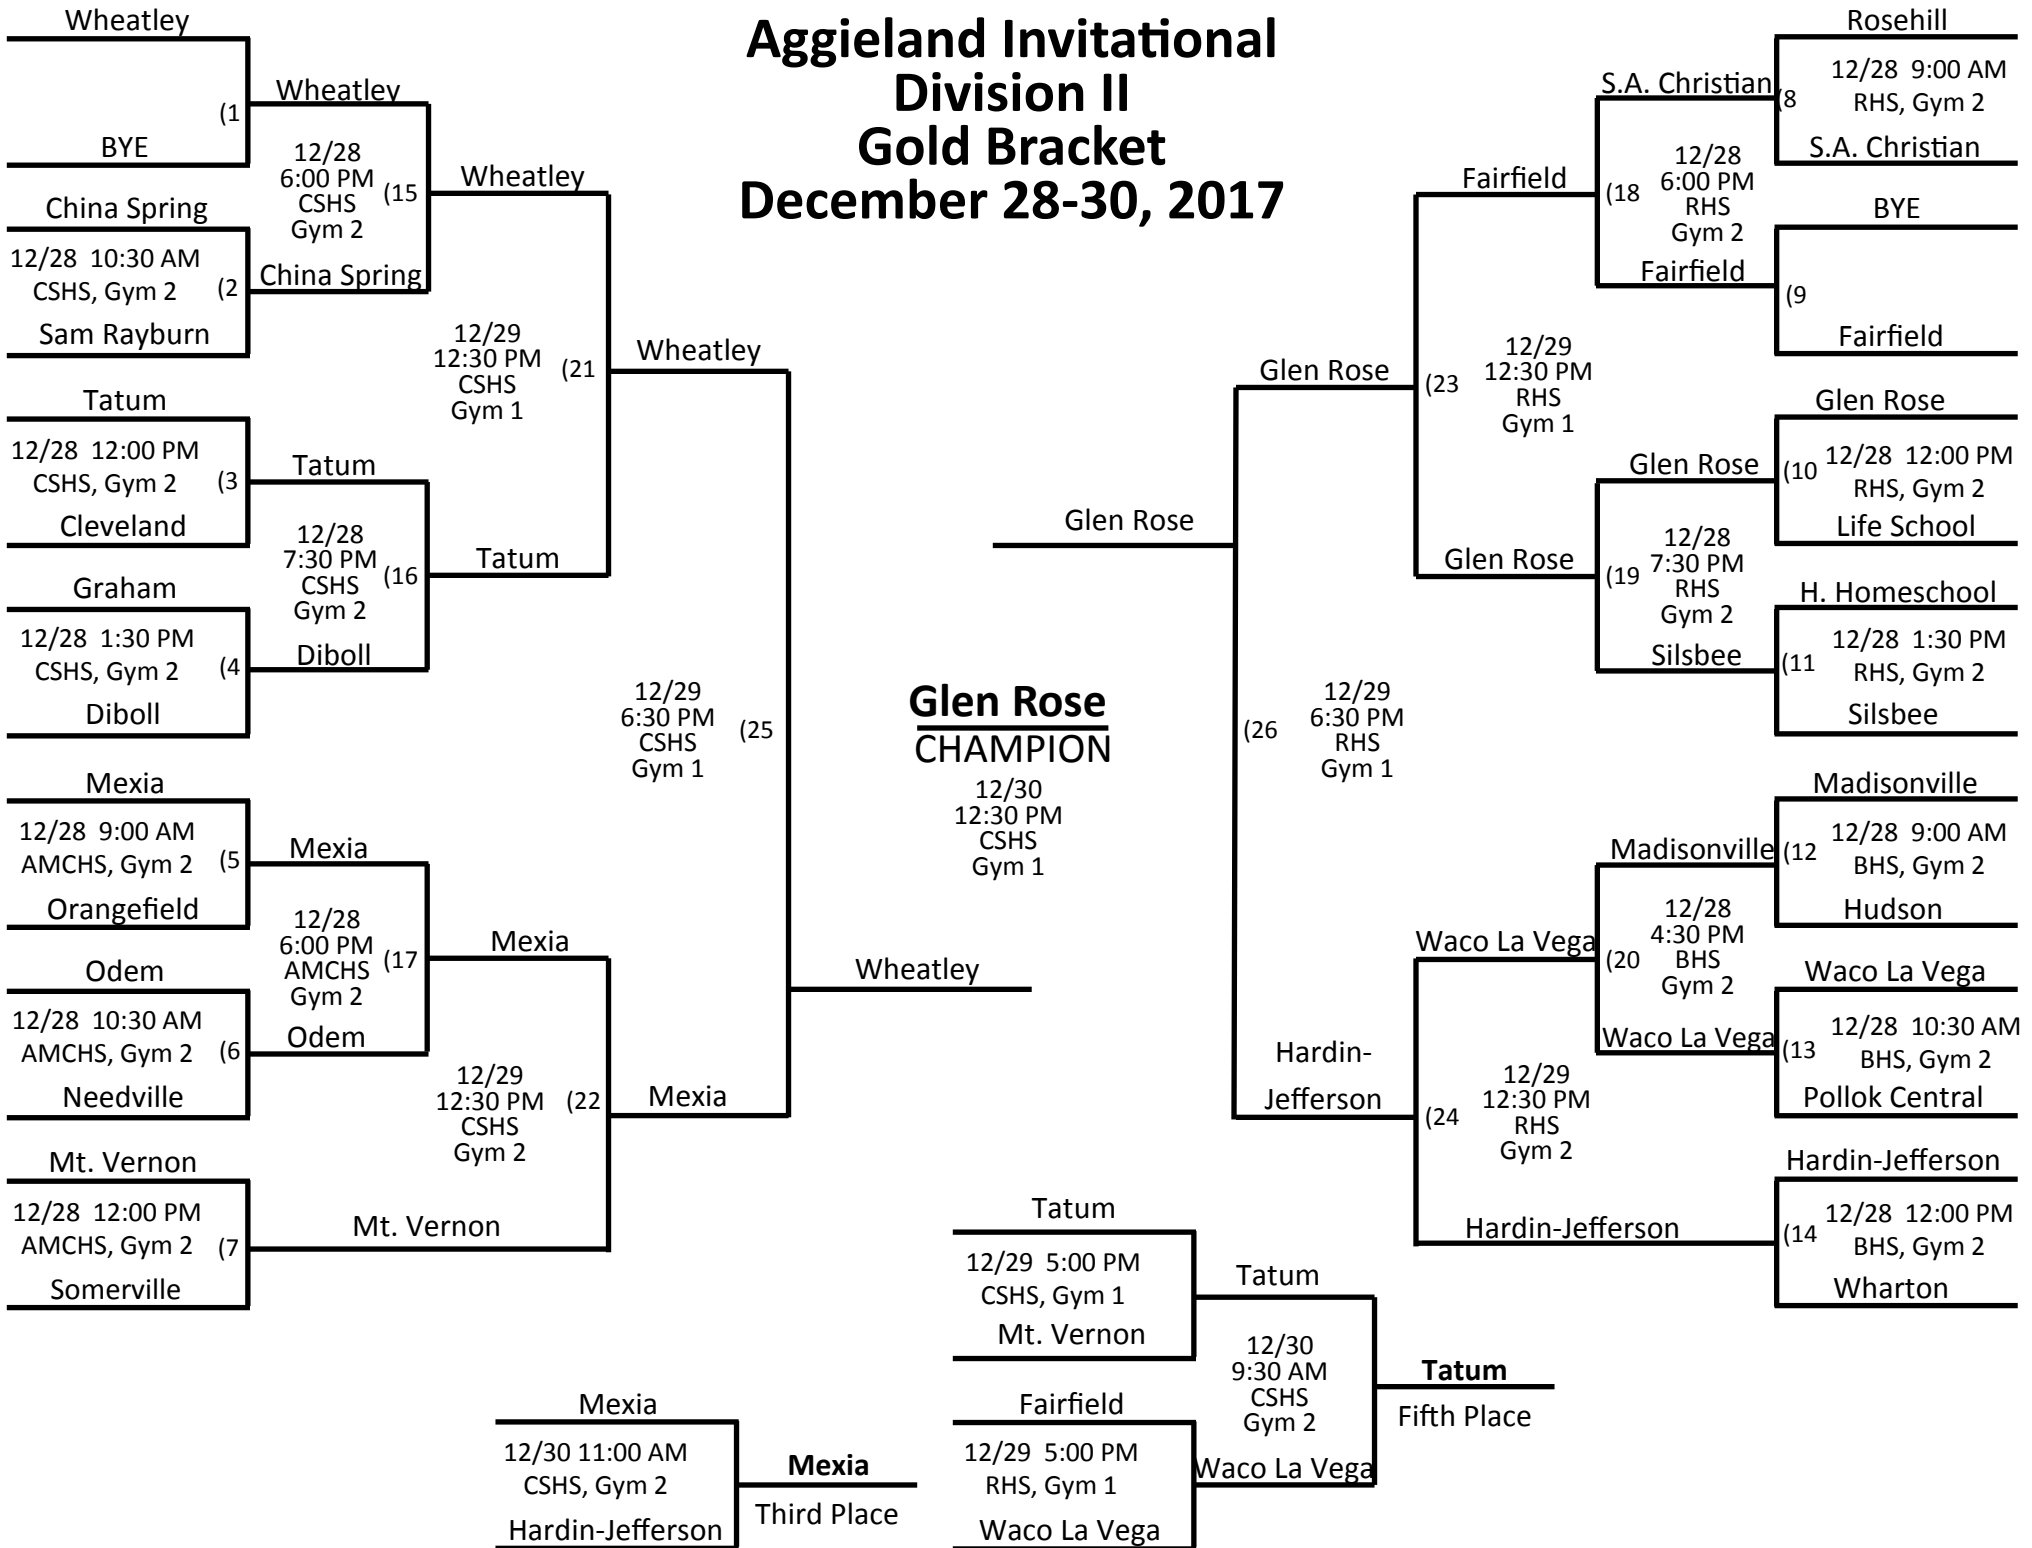 Aggieland Invitational
Division II
Gold Bracket
December 28-30, 2017
Wheatley
(1
BYE
China Spring
12/28 10:30 AM
CSHS, Gym 2
(2
Sam Rayburn
Tatum
12/28 12:00 PM
CSHS, Gym 2
(3
Cleveland
Graham
12/28 1:30 PM
CSHS, Gym 2
(4
Diboll
Mexia
12/28 9:00 AM
AMCHS, Gym 2
(5
Orangefield
Odem
12/28 10:30 AM
AMCHS, Gym 2
(6
Needville
Mt. Vernon
12/28 12:00 PM
AMCHS, Gym 2
(7
Somerville
Wheatley
12/28
6:00 PM
CSHS
Gym 2
(15
China Spring
Tatum
12/28
7:30 PM
CSHS
Gym 2
(16
Diboll
Mexia
12/28
6:00 PM
AMCHS
Gym 2
(17
Odem
Mt. Vernon
Wheatley
12/29
12:30 PM
CSHS
Gym 1
(21
Tatum
Mexia
12/29
12:30 PM
CSHS
Gym 2
(22
Wheatley
12/29
6:30 PM
CSHS
Gym 1
(25
Mexia
Wheatley
Glen Rose
Glen Rose
CHAMPION
12/30
12:30 PM
CSHS
Gym 1
Glen Rose
(26
12/29
6:30 PM
RHS
Gym 1
Hardin-
Jefferson
Fairfield
(23
12/29
12:30 PM
RHS
Gym 1
Glen Rose
Waco La Vega
(24
12/29
12:30 PM
RHS
Gym 2
Hardin-Jefferson
S.A. Christian
(18
12/28
6:00 PM
RHS
Gym 2
Fairfield
Glen Rose
(19
12/28
7:30 PM
RHS
Gym 2
Silsbee
Madisonville
(20
12/28
4:30 PM
BHS
Gym 2
Waco La Vega
Rosehill
(8
12/28 9:00 AM
RHS, Gym 2
S.A. Christian
BYE
(9
Fairfield
Glen Rose
(10
12/28 12:00 PM
RHS, Gym 2
Life School
H. Homeschool
(11
12/28 1:30 PM
RHS, Gym 2
Silsbee
Madisonville
(12
12/28 9:00 AM
BHS, Gym 2
Hudson
Waco La Vega
(13
12/28 10:30 AM
BHS, Gym 2
Pollok Central
Hardin-Jefferson
(14
12/28 12:00 PM
BHS, Gym 2
Wharton
Mexia
12/30 11:00 AM
CSHS, Gym 2
Hardin-Jefferson
Mexia
Third Place
Tatum
12/29 5:00 PM
CSHS, Gym 1
Mt. Vernon
Fairfield
12/29 5:00 PM
RHS, Gym 1
Waco La Vega
Tatum
12/30
9:30 AM
CSHS
Gym 2
Waco La Vega
Tatum
Fifth Place